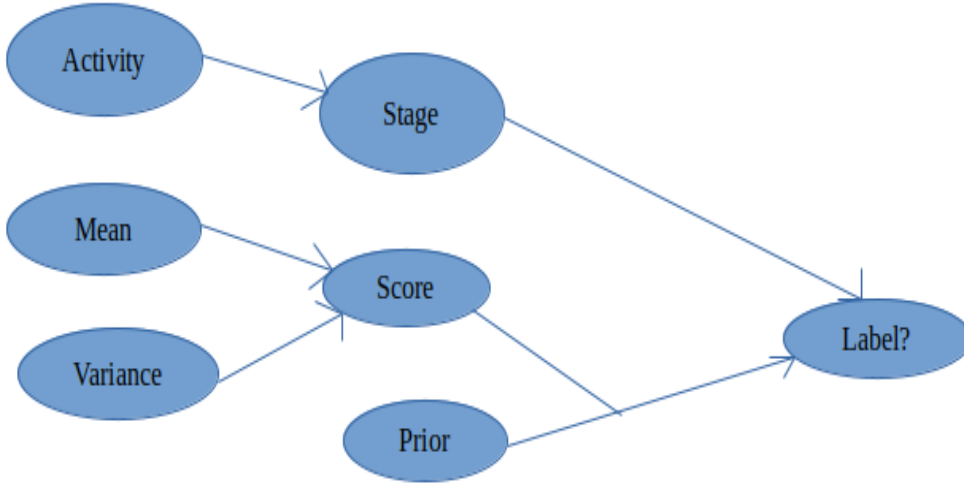 Activity
Stage
Mean
Score
Variance
Label?
Prior